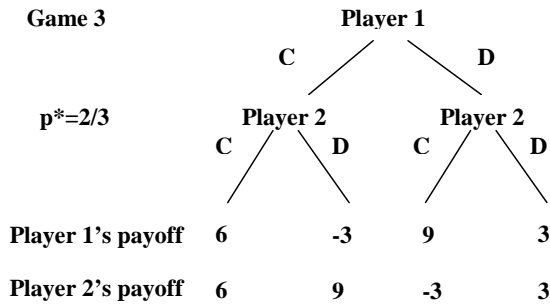 Game 3 Player 1
C D
p*=2/3 Player 2 Player 2
C D C D
Player 1's payoff 6 -3 9 3
Player 2's payoff 6 9 -3 3